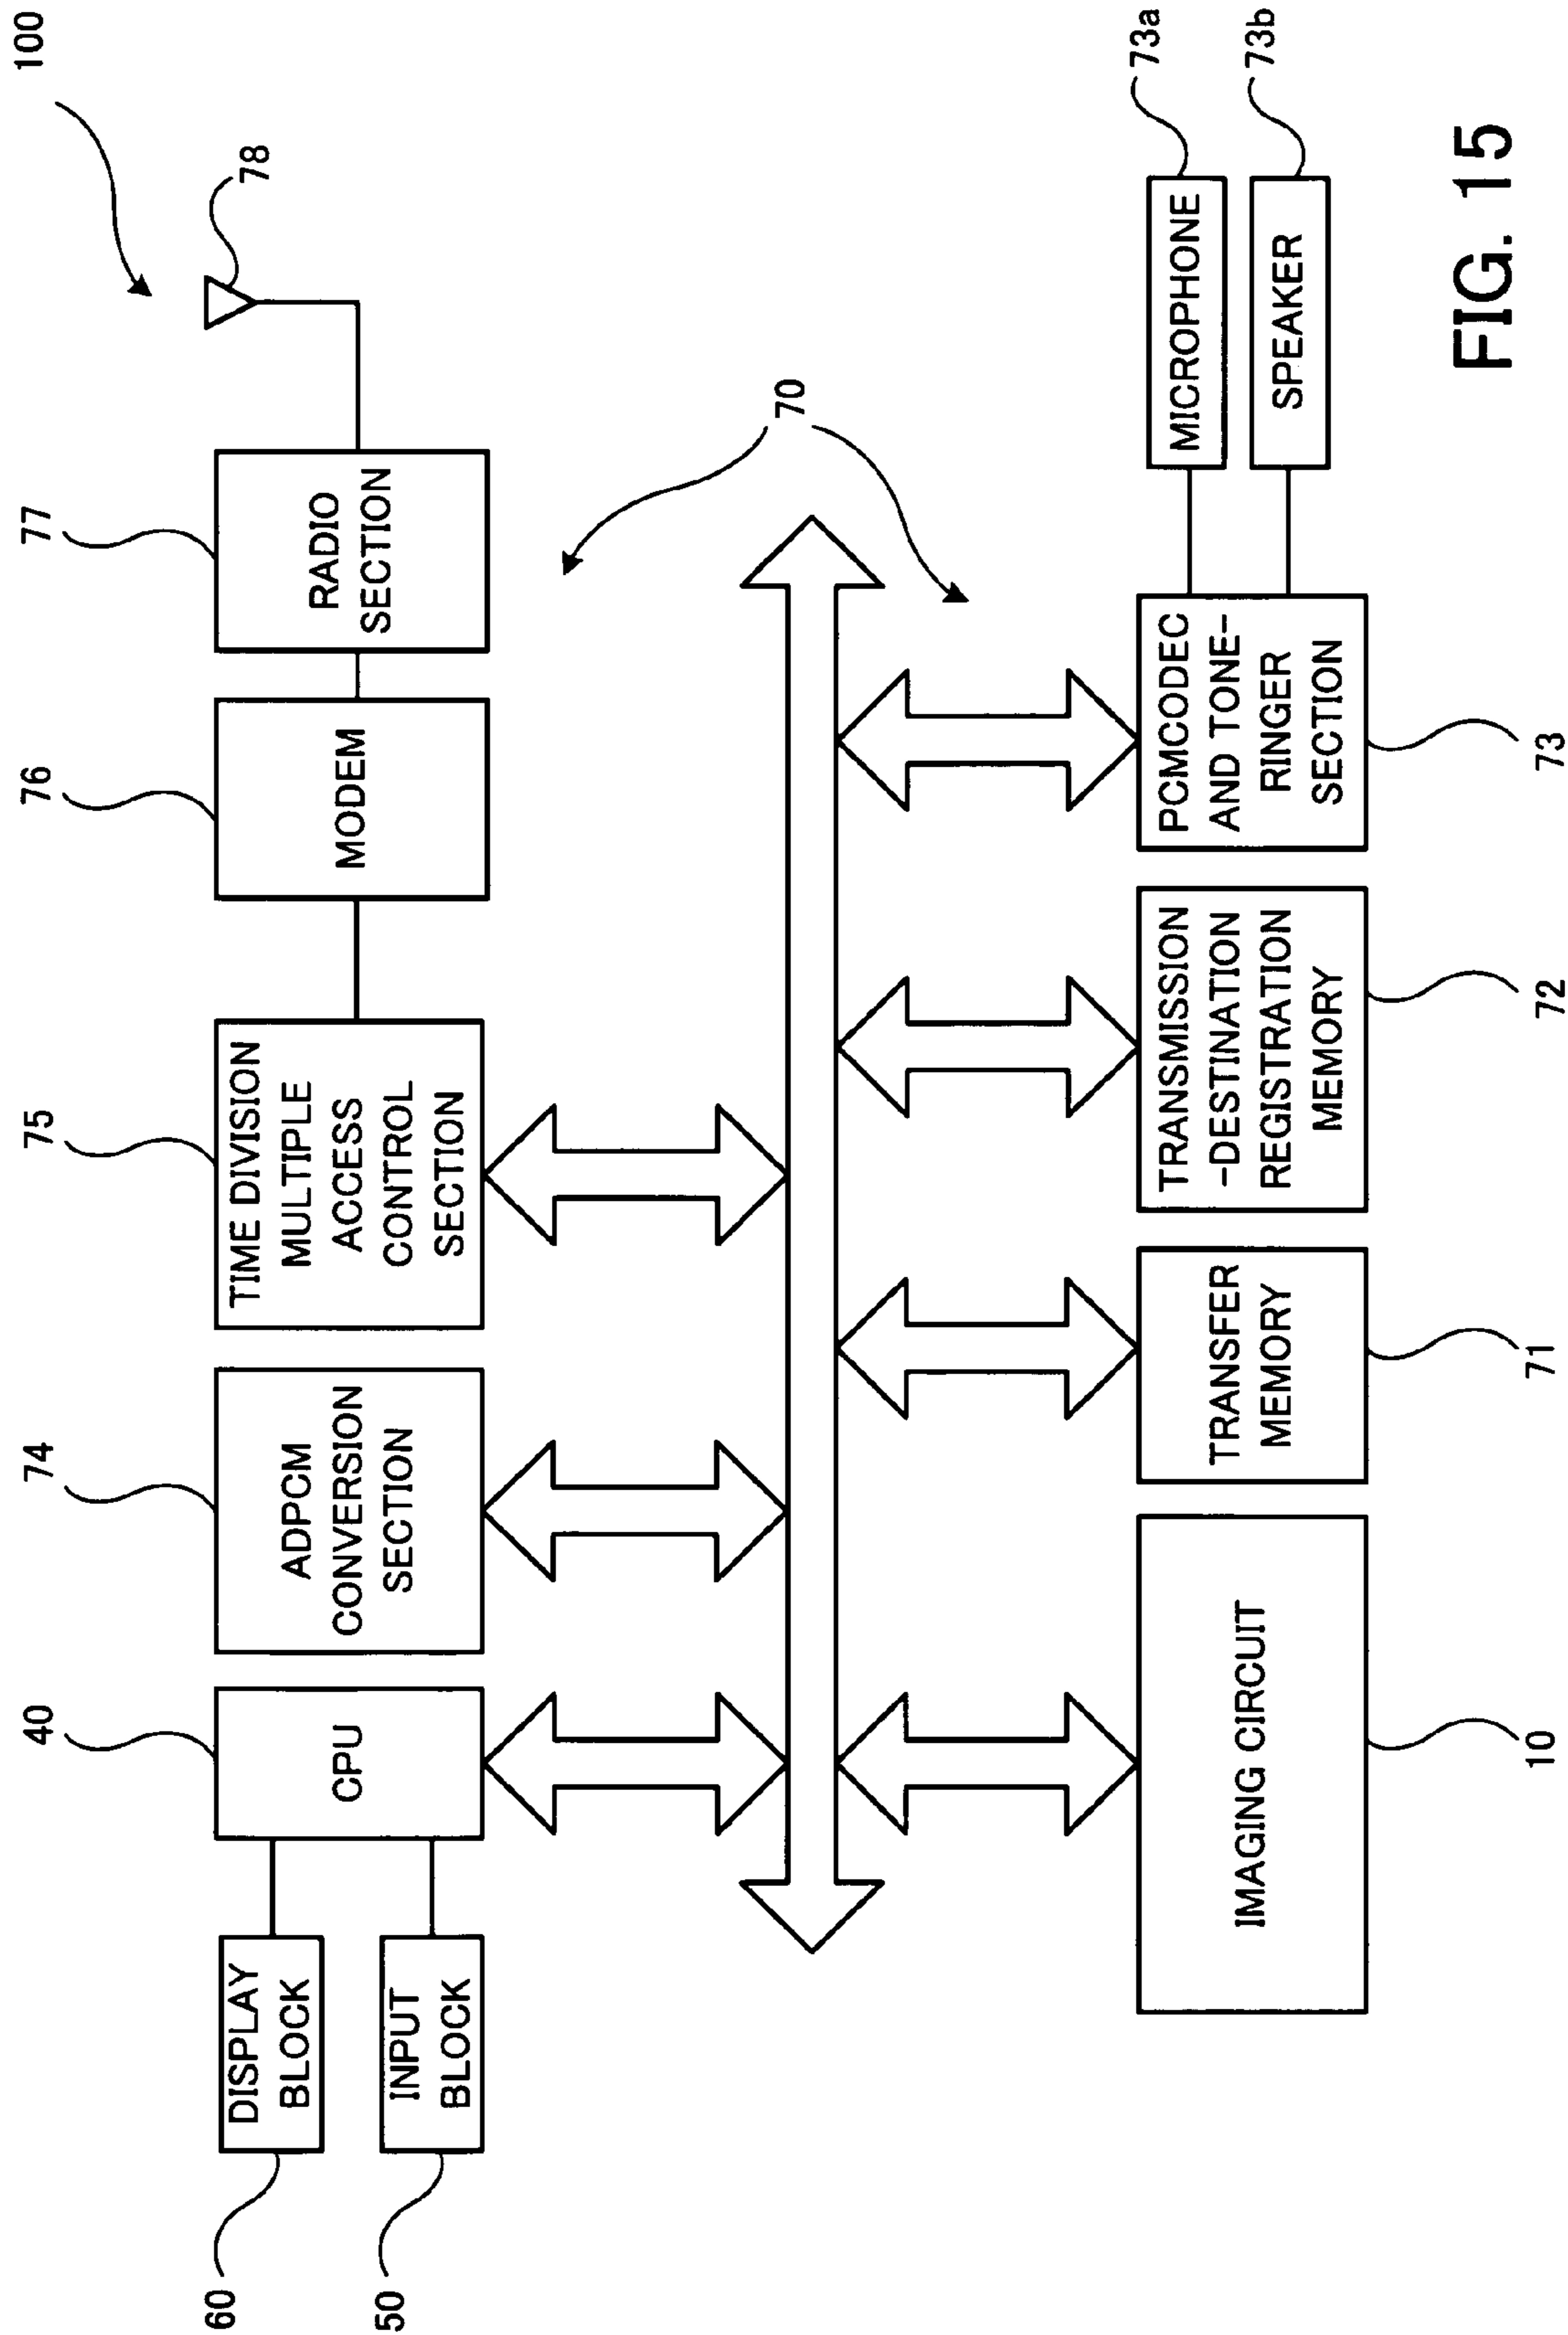 100
60
DISPLAY
BLOCK
50
INPUT
BLOCK
40
CPU
74
ADPCM
CONVERSION
SECTION
75
TIME DIVISION
MULTIPLE
ACCESS
CONTROL
SECTION
76
MODEM
77
RADIO
SECTION
78
70
IMAGING CIRCUIT
10
TRANSFER
MEMORY
71
TRANSMISSION
-DESTINATION
REGISTRATION
MEMORY
72
PCMCODEC
AND TONE-
RINGER
SECTION
73
MICROPHONE
73a
SPEAKER
73b
FIG. 15